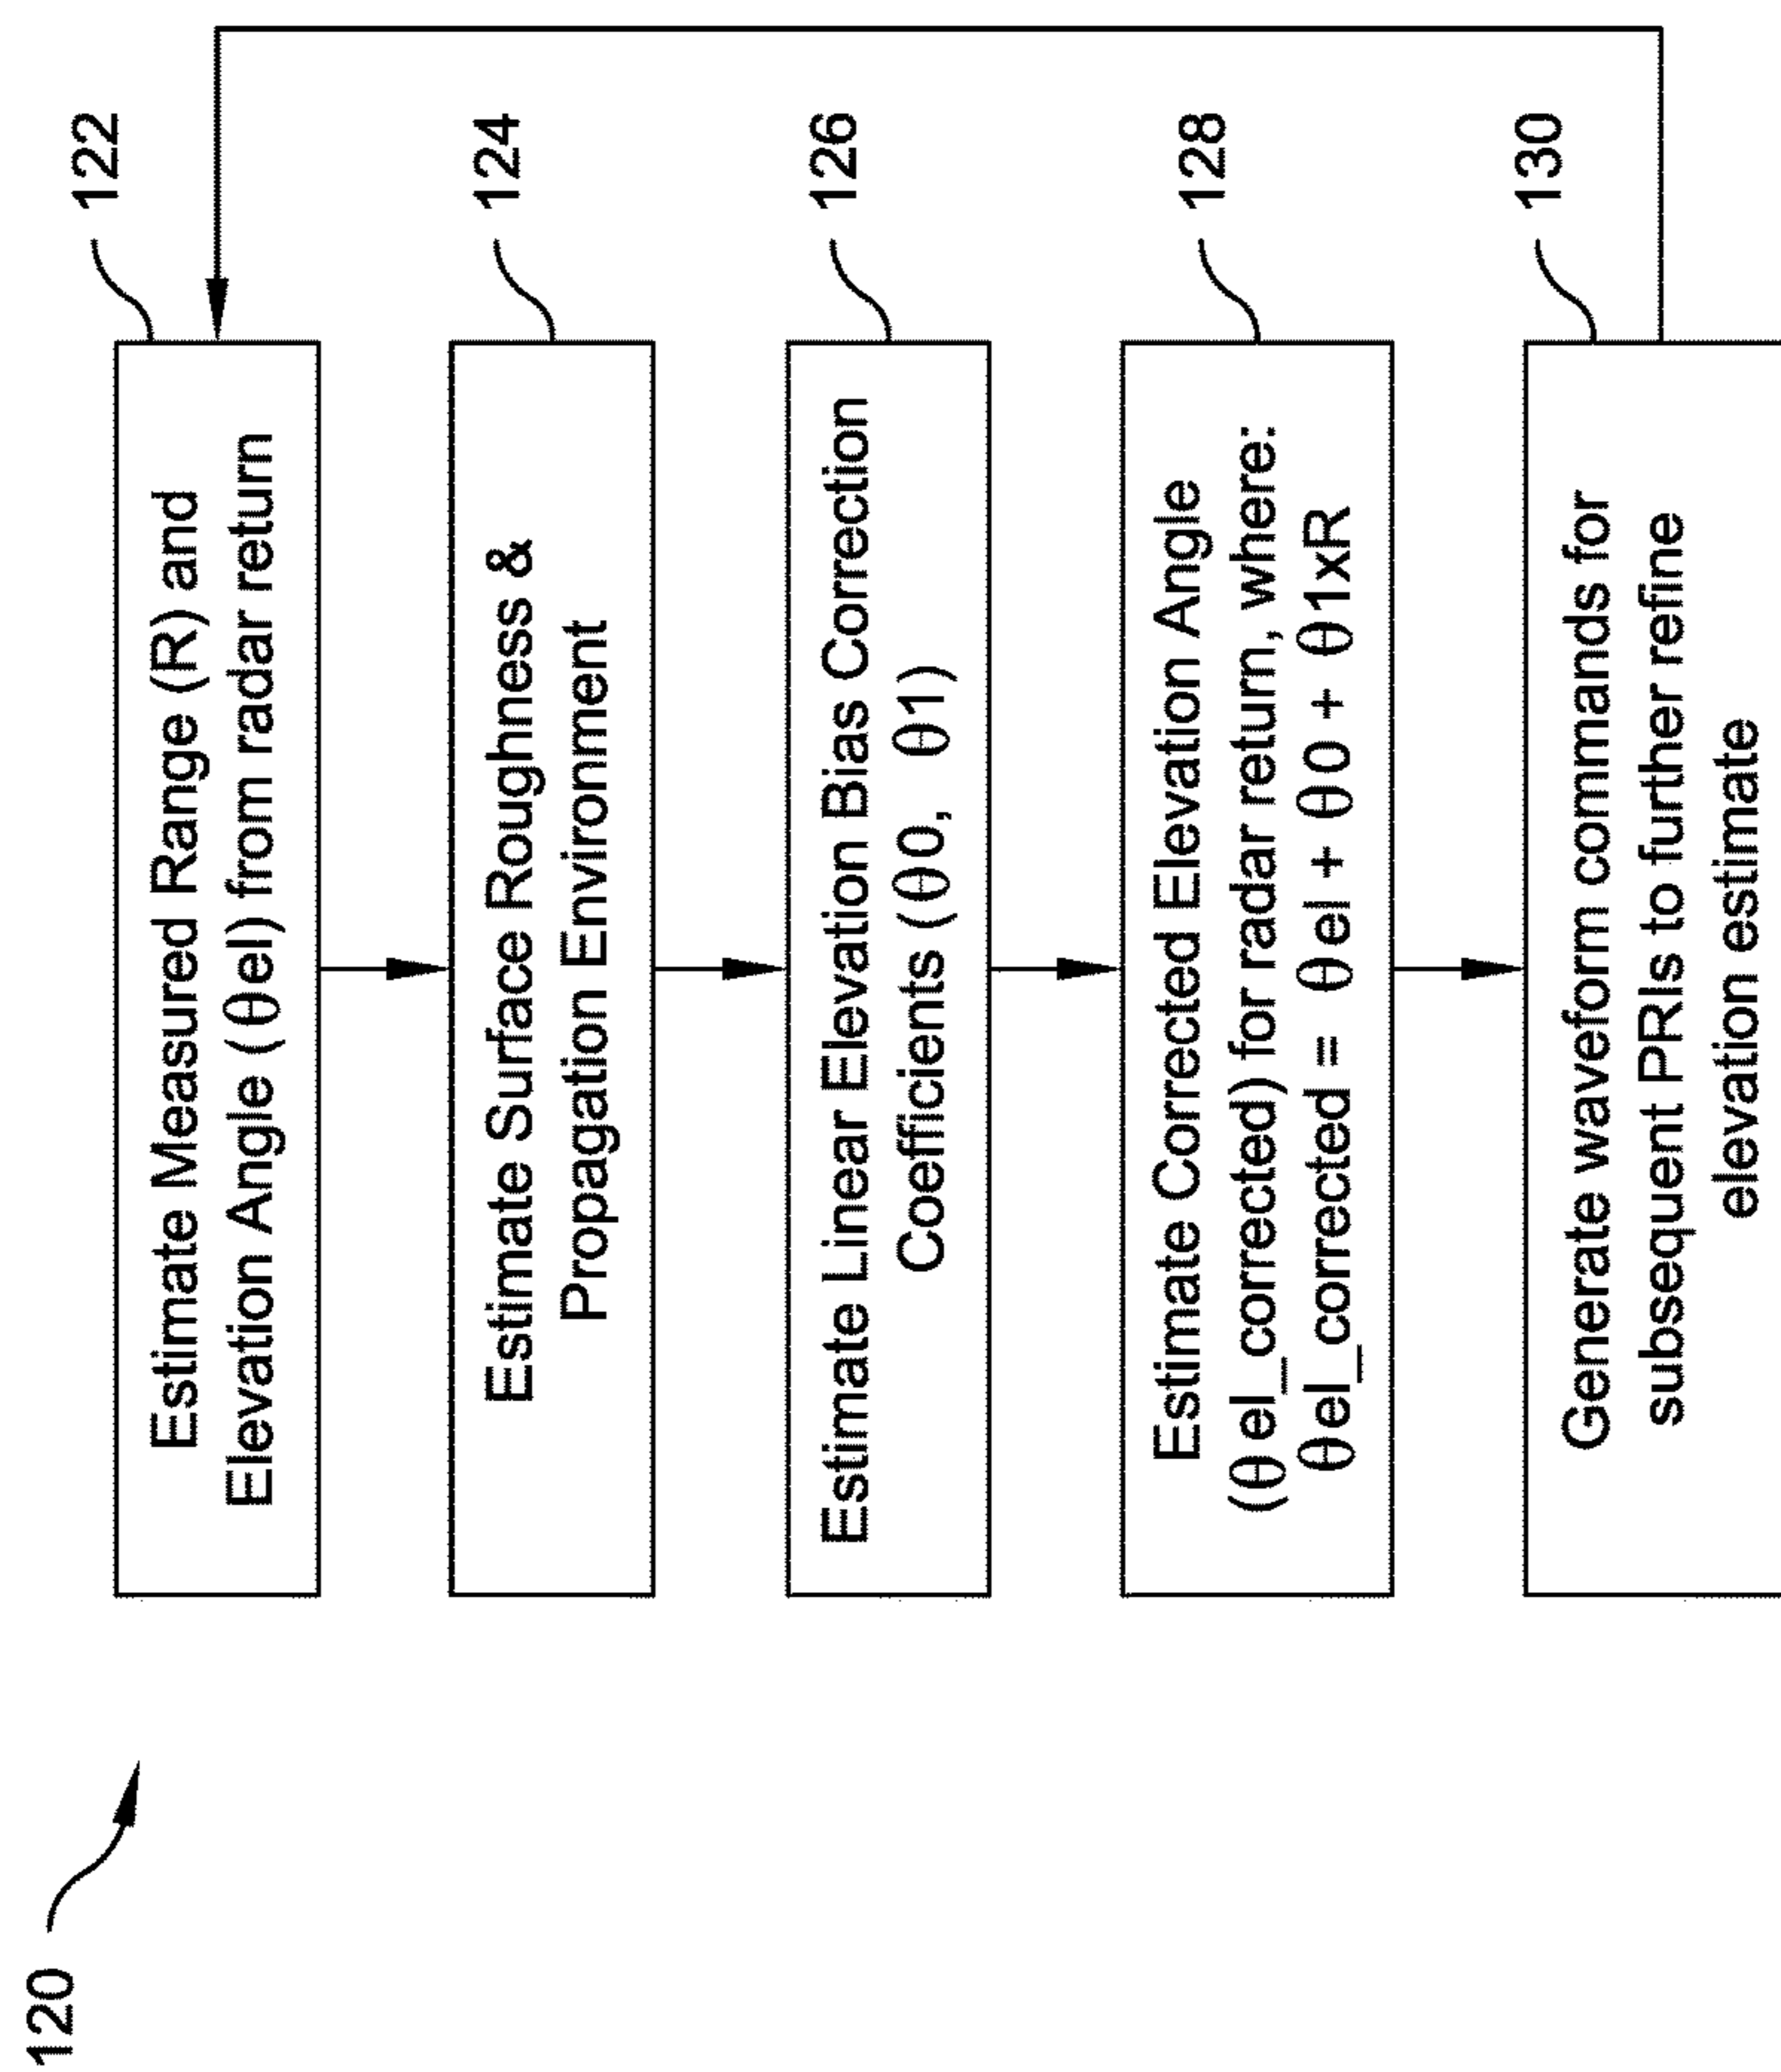 120
122
Estimate Measured Range (R) and
Elevation Angle (θel) from radar return
124
Estimate Surface Roughness &
Propagation Environment
126
Estimate Linear Elevation Bias Correction
Coefficients (θ0, θ1)
128
Estimate Corrected Elevation Angle
(θel_corrected) for radar return, where:
θel_corrected = θel + θ0 + θ1xR
130
Generate waveform commands for
subsequent PRIs to further refine
elevation estimate